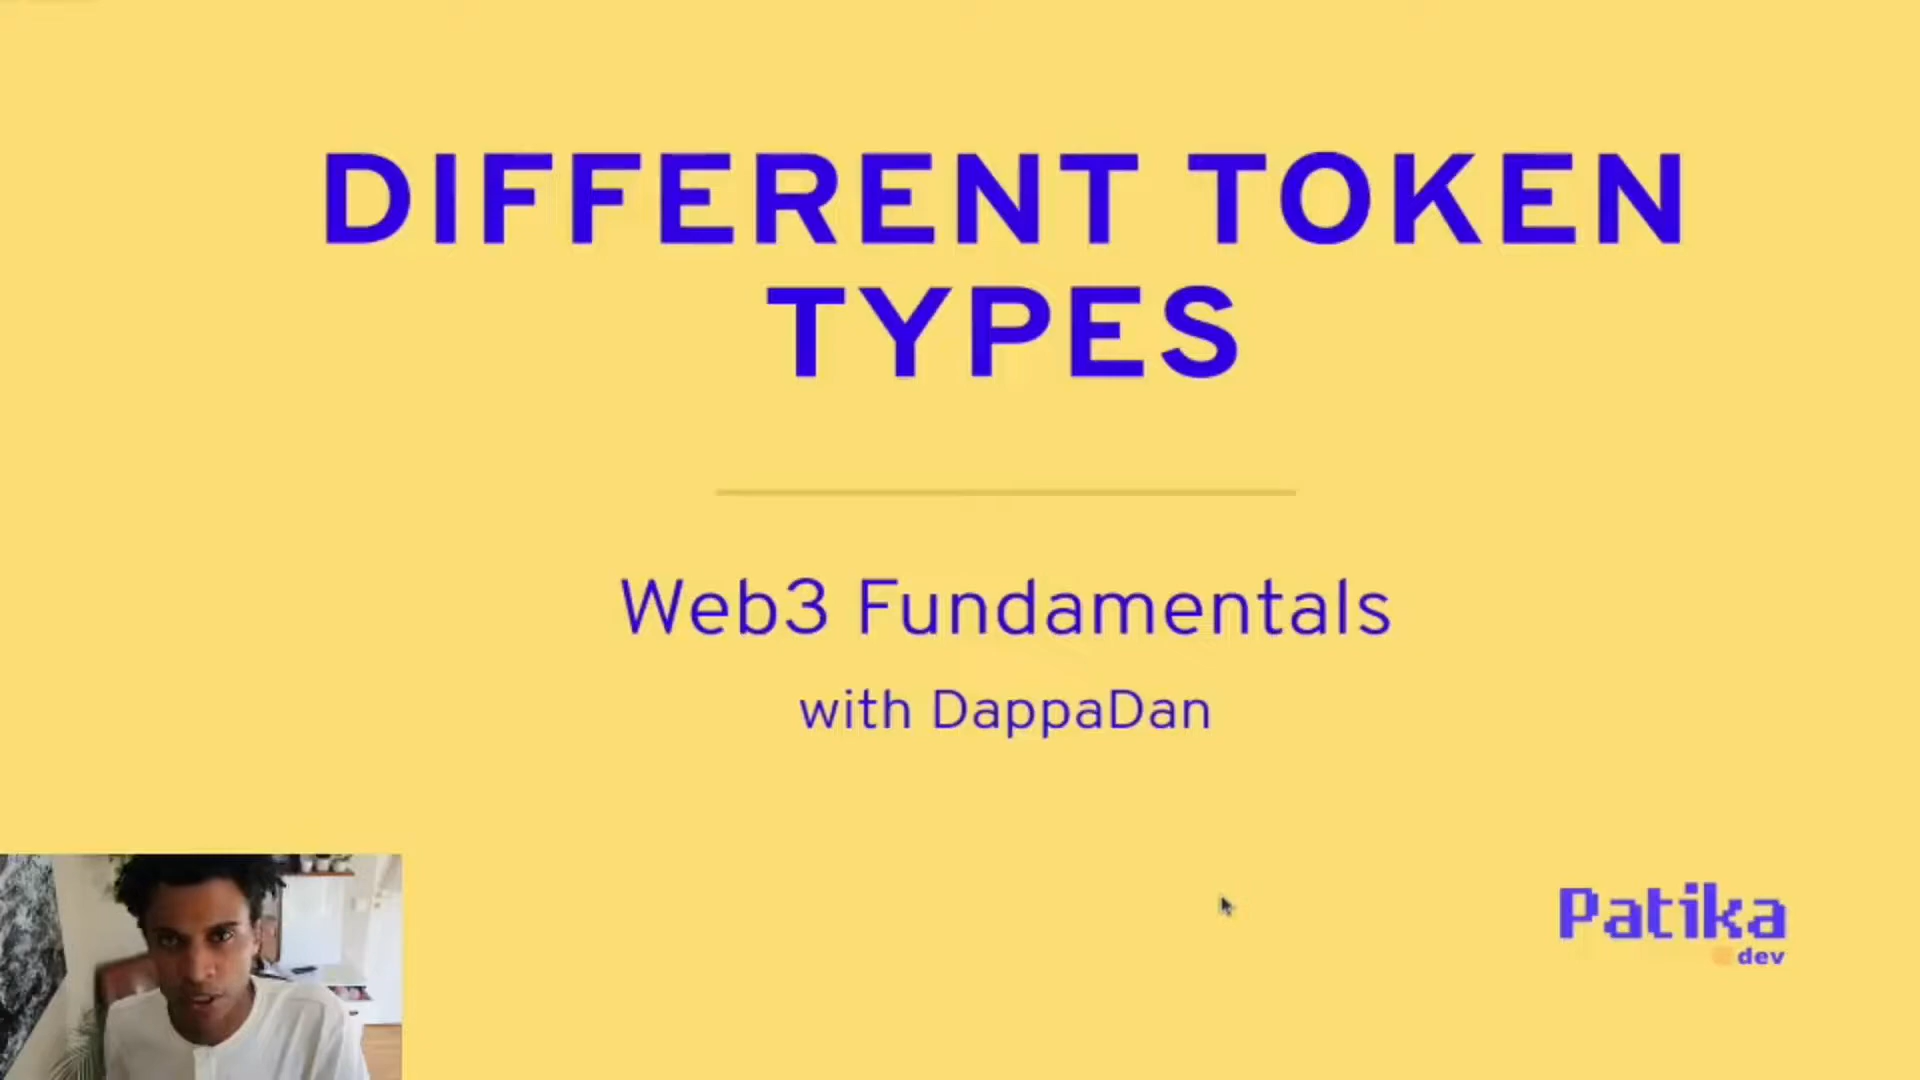 DIFFERENT TOKEN
TYPES
Web3 Fundamentals
with DappaDan
Patika
dev